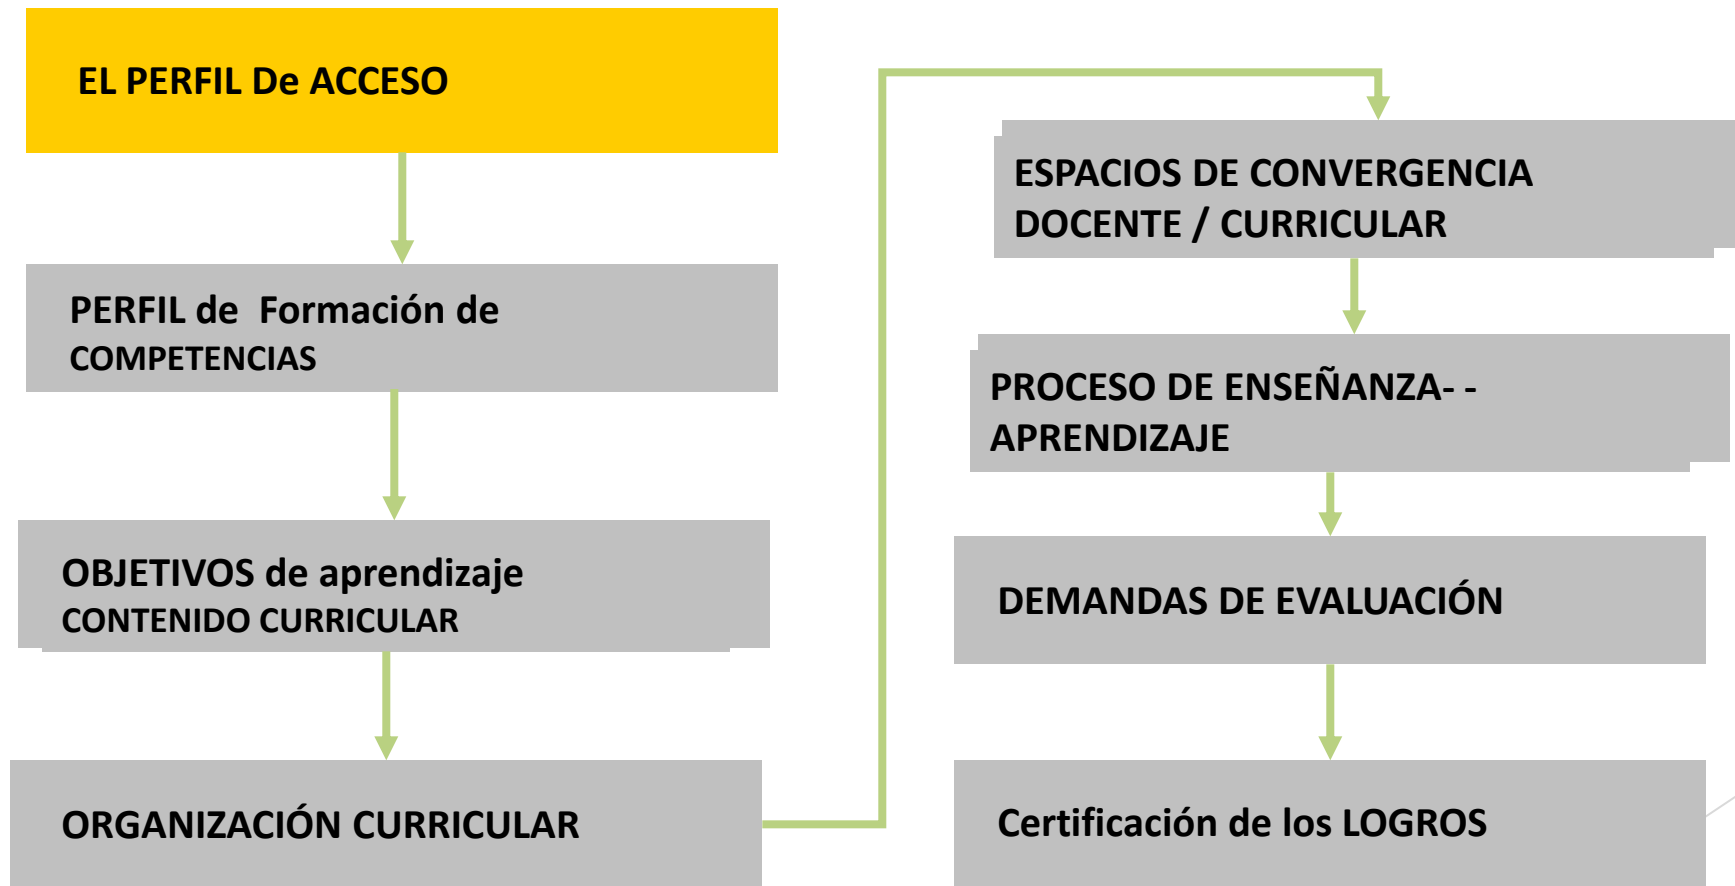 EL PERFIL De ACCESO
PERFIL de Formación de
COMPETENCIAS
OBJETIVOS de aprendizaje
CONTENIDO CURRICULAR
ORGANIZACIÓN CURRICULAR
ESPACIOS DE CONVERGENCIA
DOCENTE / CURRICULAR
PROCESO DE ENSEÑANZA- -
APRENDIZAJE
DEMANDAS DE EVALUACIÓN
Certificación de los LOGROS